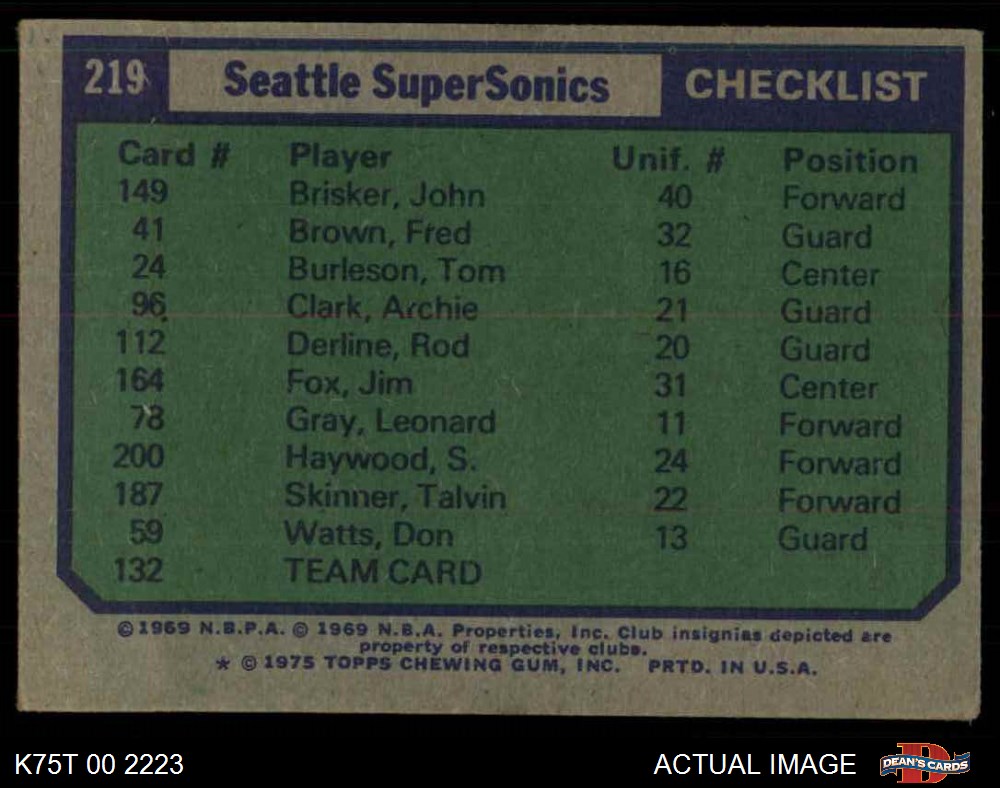 219 Seattle SuperSonics CHECKLIST
Card # Player Unif. # Position
149 Brisker, John 40 Forward
41 Brown, Fred 32 Guard
24 Burleson, Tom 16 Center
96 Clark, Archie 21 Guard
112 Derline, Rod 20 Guard
164 Fox, Jim 31 Center
78 Gray, Leonard 11 Forward
200 Haywood, S. 24 Forward
187 Skinner, Talvin 22 Forward
59 Watts, Don 13 Guard
132 TEAM CARD
©1969 N.B.P.A. © 1969 N.B.A. Properties, Inc. Club insignias depicted are
property of respective clubs.
* © 1975 TOPPS CHEWING GUM, INC. PRTD. IN U.S.A.
K75T 00 2223 ACTUAL IMAGE D DEAN'S CARDS